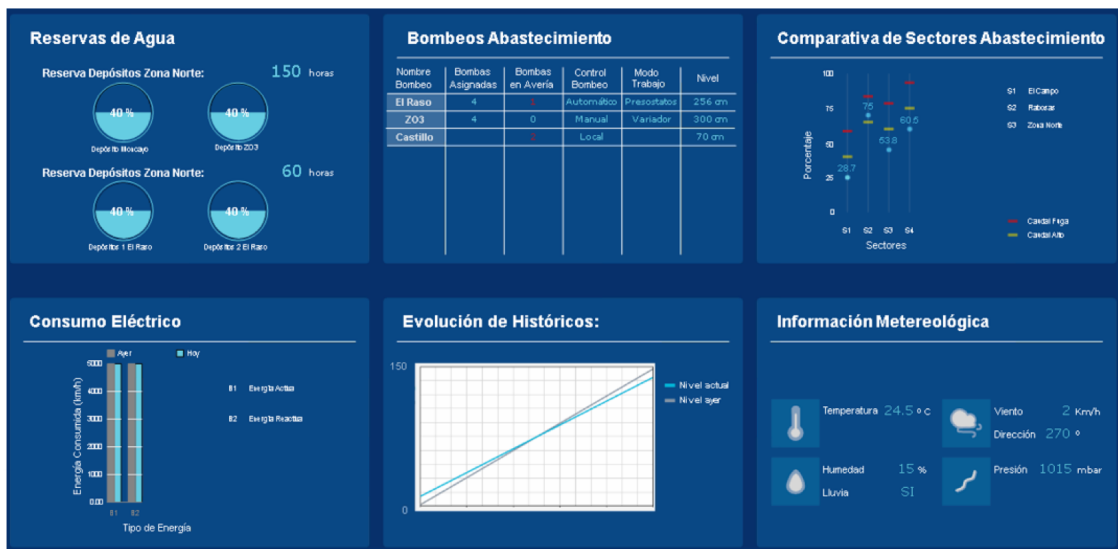 Reservas de Agua
Reserva Depósitos Zona Norte: 150 horas
40 % 40 %
Depósito Moncayo Depósito ZO3
Reserva Depósitos Zona Norte: 60 horas
40 % 40 %
Depósitos 1 El Raso Depósitos 2 El Raso
Bombeos Abastecimiento
Nombre Bombeo Bombas Asignadas Bombas en Avería Control Bombeo Modo Trabajo Nivel
El Raso 4 1 Automático Presostatos 256 cm
ZO3 4 0 Manual Variador 300 cm
Castillo Local 70 cm
Comparativa de Sectores Abastecimiento
Porcentaje
100
75
50
25
0
28.7 75 53.8 60.5
S1 S2 S3 S4
Sectores
S1 El Campo
S2
S3 Zona Norte
Caudal Fuga
Caudal Alto
Consumo Eléctrico
Ayer Hoy
Energía Consumida (km/h)
5000
4000
3000
2000
1000
0.00
B1 B2
Tipo de Energía
B1 Energía Activa
B2 Energía Reactiva
Evolución de Históricos:
150
0
Nivel actual
Nivel ayer
Información Metereológica
Temperatura 24.5 º C
Viento 2 Km/h
Dirección 270 º
Humedad 15 %
Lluvia SI
Presión 1015 mbar